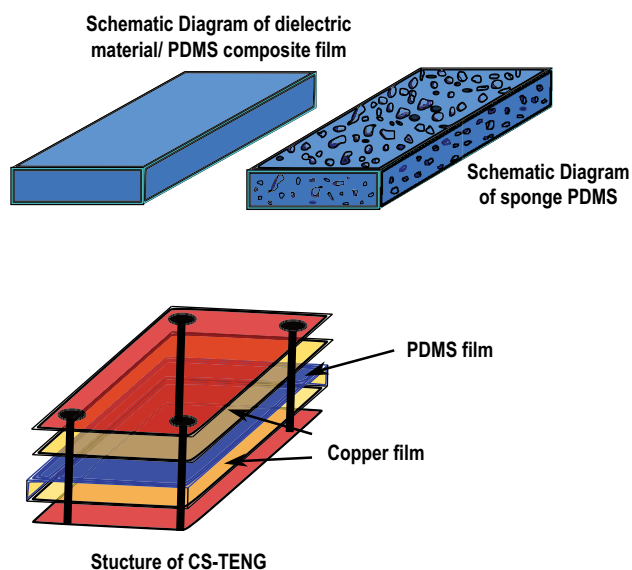 Schematic Diagram of dielectric
material/ PDMS composite film
Schematic Diagram
of sponge PDMS
PDMS film
Copper film
Stucture of CS-TENG